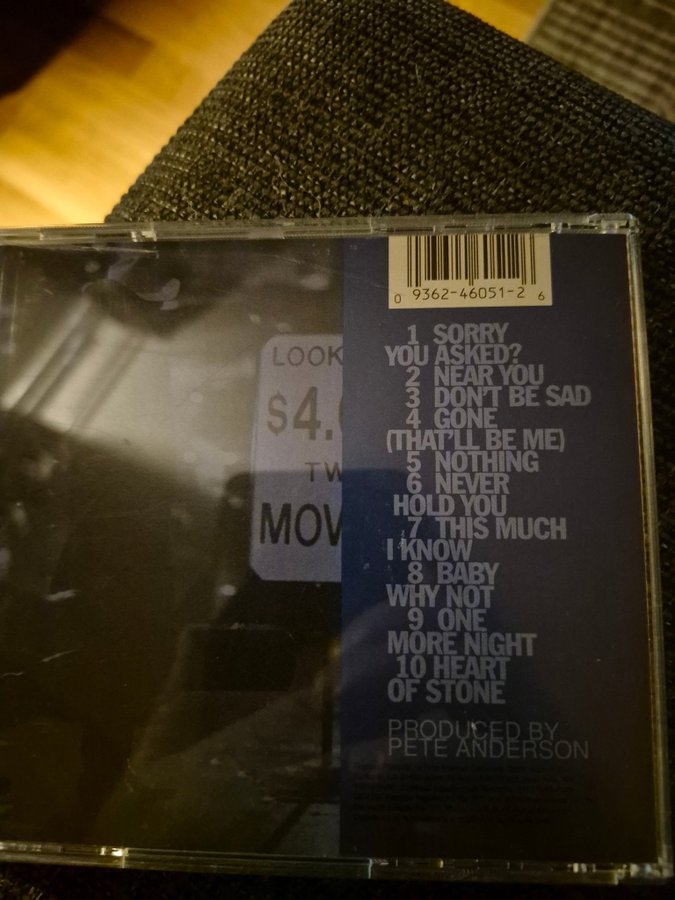 0 9362-46051-2 6
LOOK
$4.
TW
MOV
1 SORRY
YOU ASKED?
2 NEAR YOU
3 DON'T BE SAD
4 GONE
(THAT'LL BE ME)
5 NOTHING
6 NEVER
HOLD YOU
7 THIS MUCH
I KNOW
8 BABY
WHY NOT
9 ONE
MORE NIGHT
10 HEART
OF STONE
PRODUCED BY
PETE ANDERSON